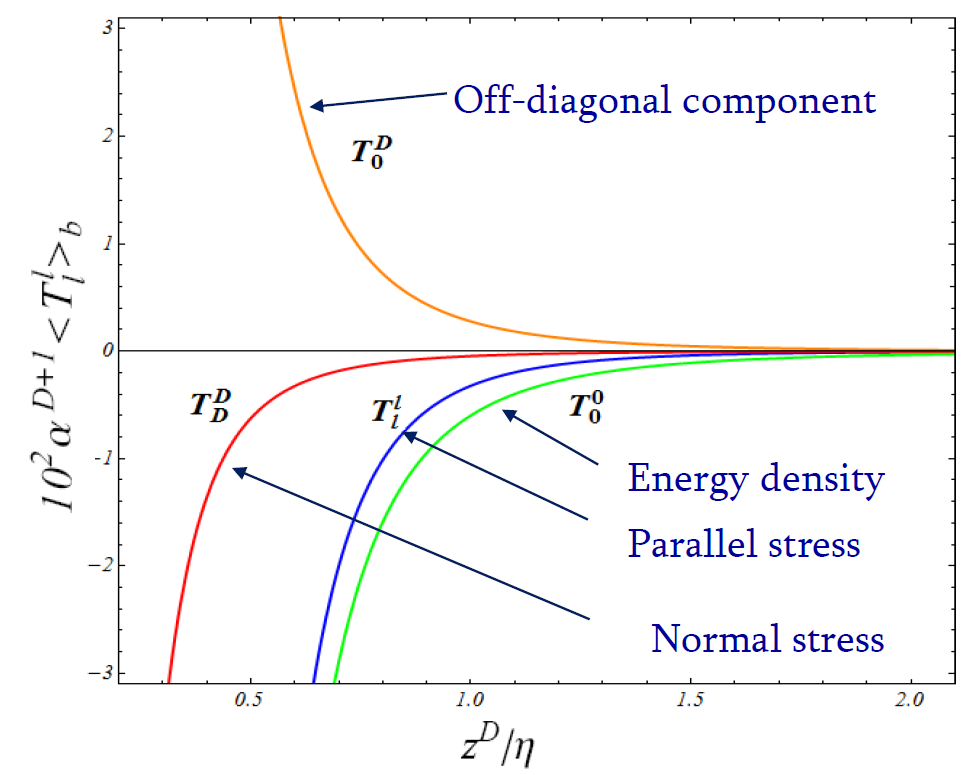 3
Off-diagonal component
2
T_0^D
1
0
T_D^D
T_l^l
T_0^0
-1
Energy density
Parallel stress
-2
Normal stress
-3
0.5 1.0 1.5 2.0
z^D/η
10^2 α^{D+1} <T_l^l>_b